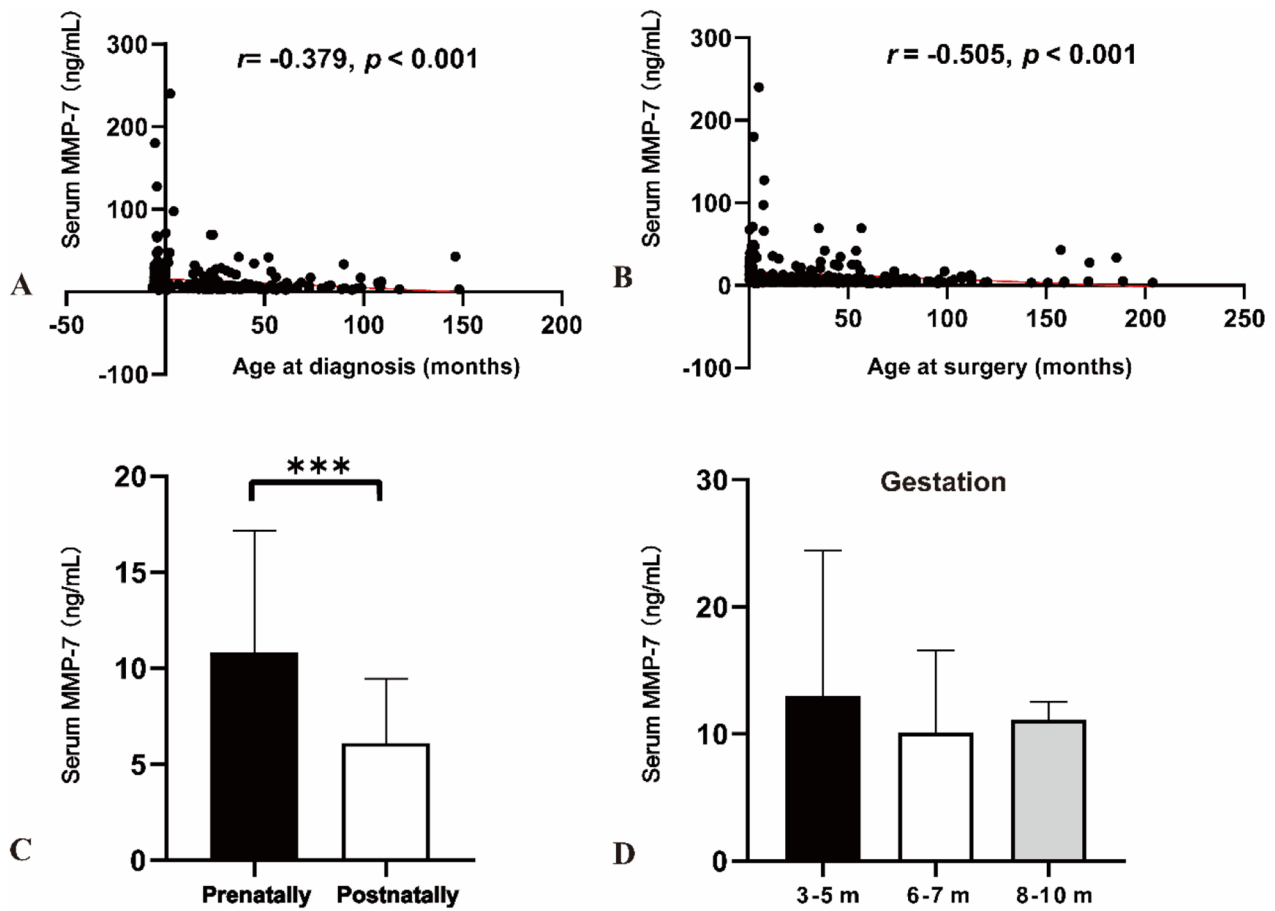 Serum MMP-7 (ng/mL)
300
200
100
-100
-50
50
100
150
200
r= -0.379, p < 0.001
Age at diagnosis (months)
A
Serum MMP-7 (ng/mL)
300
200
100
0
-100
50
100
150
200
250
r = -0.505, p < 0.001
Age at surgery (months)
B
Serum MMP-7 (ng/mL)
20
15
10
5
0
***
Prenatally Postnatally
C
Serum MMP-7 (ng/mL)
30
20
10
0
Gestation
3-5 m 6-7 m 8-10 m
D